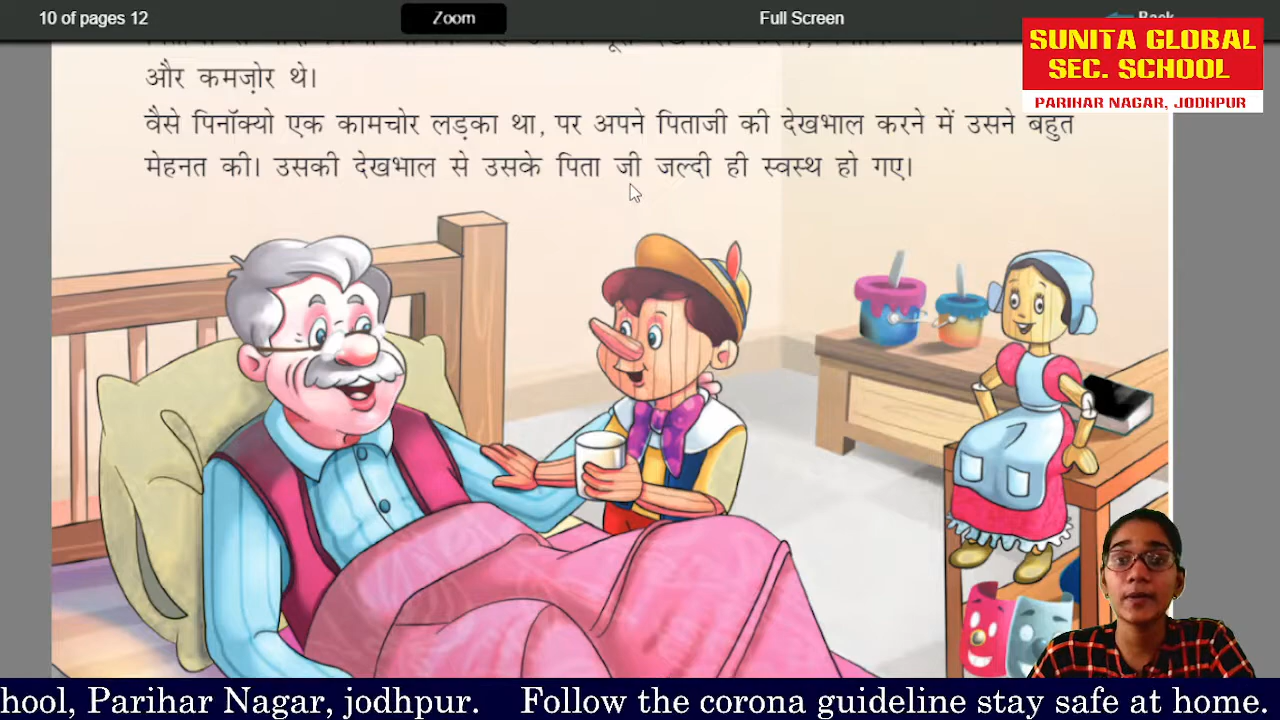 10 of pages 12
Zoom
Full Screen
Back
SUNITA GLOBAL
SEC. SCHOOL
PARIHAR NAGAR, JODHPUR
और कमज़ोर थे।
वैसे पिनॉक्यो एक कामचोर लड़का था, पर अपने पिताजी की देखभाल करने में उसने बहुत
मेहनत की। उसकी देखभाल से उसके पिता जी जल्दी ही स्वस्थ हो गए।
hool, Parihar Nagar, jodhpur. Follow the corona guideline stay safe at home.